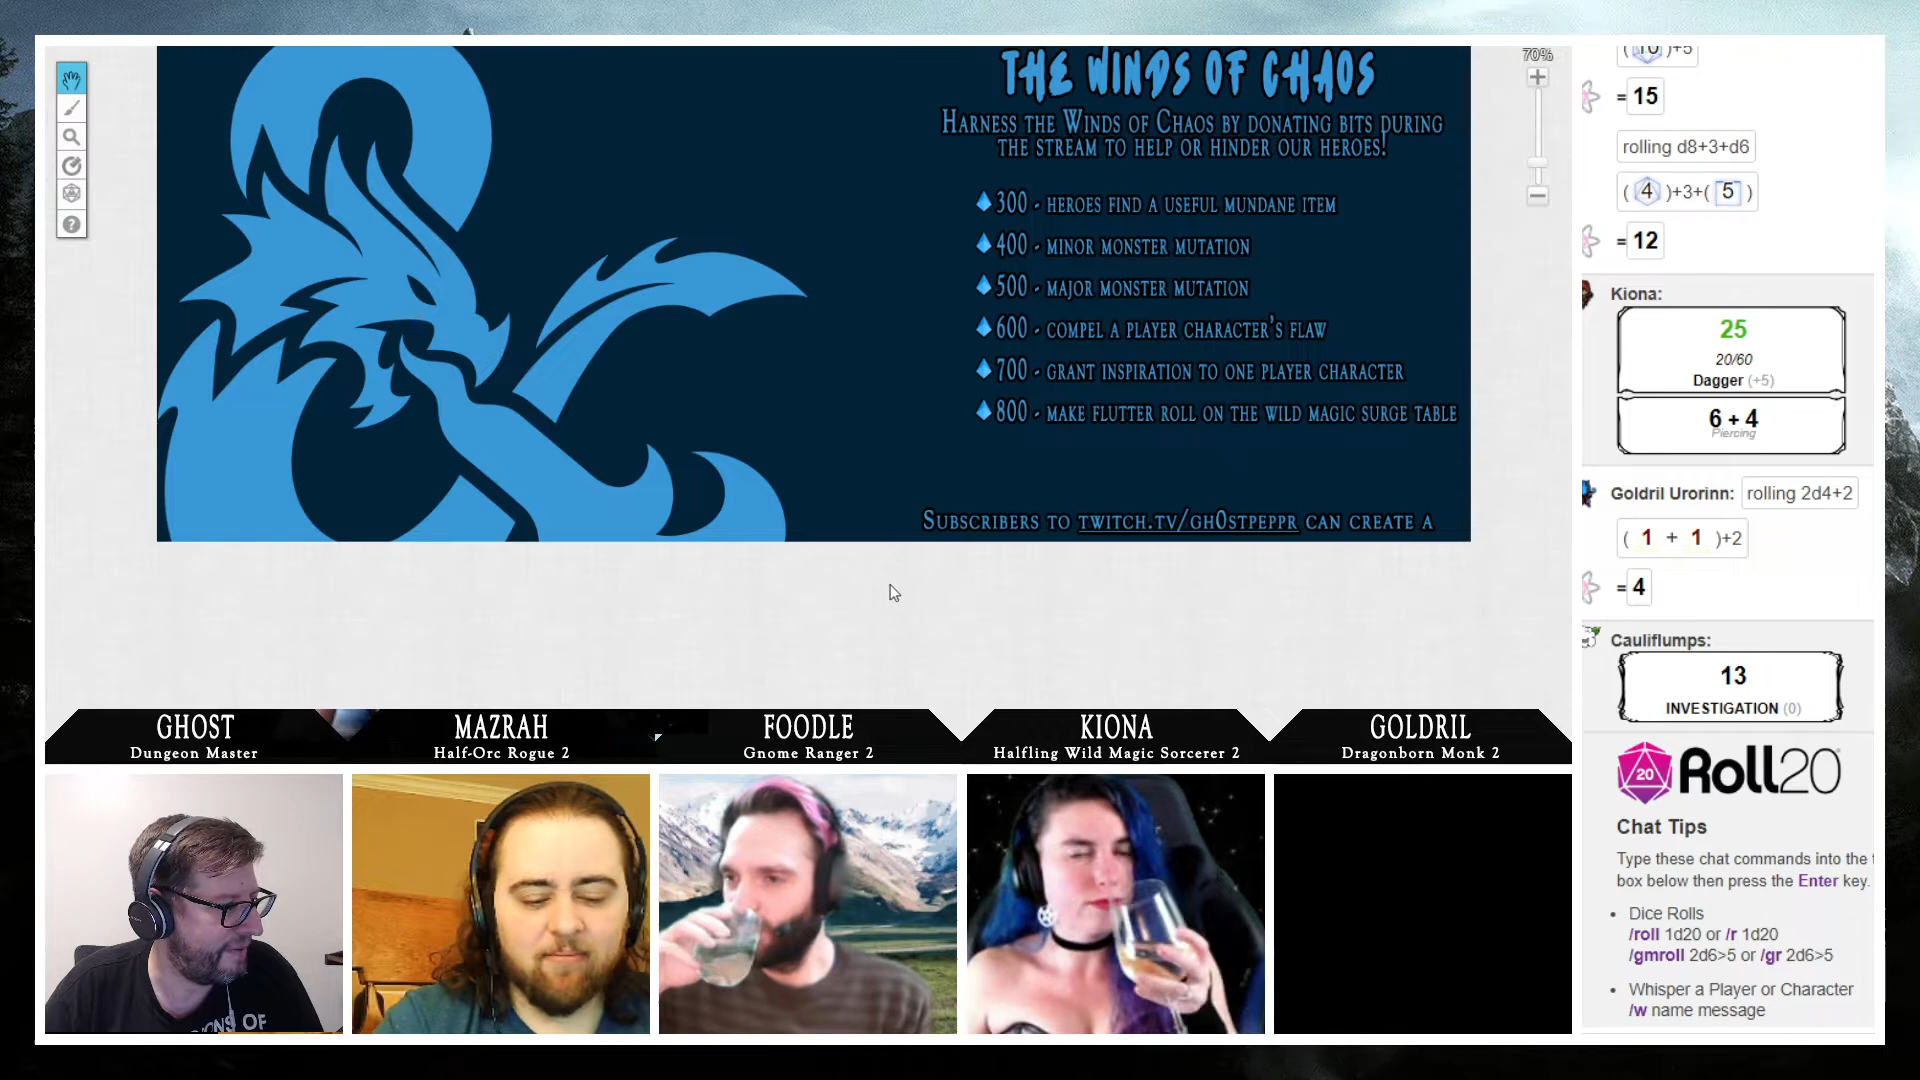 THE WINDS OF CHAOS
HARNESS THE WINDS OF CHAOS BY DONATING BITS DURING
THE STREAM TO HELP OR HINDER OUR HEROES!
300 - HEROES FIND A USEFUL MUNDANE ITEM
400 - MINOR MONSTER MUTATION
500 - MAJOR MONSTER MUTATION
600 - COMPEL A PLAYER CHARACTER'S FLAW
700 - GRANT INSPIRATION TO ONE PLAYER CHARACTER
800 - MAKE FLUTTER ROLL ON THE WILD MAGIC SURGE TABLE
SUBSCRIBERS TO TWITCH.TV/GH0STPEPPR CAN CREATE A
70%
(10)+5
=15
rolling d8+3+d6
(4)+3+(5)
=12
Kiona:
25
20/60
Dagger (+5)
6 + 4
Piercing
Goldril Urorinn: rolling 2d4+2
(1 + 1)+2
=4
Cauliflumps:
13
INVESTIGATION (0)
20 Roll20
Chat Tips
Type these chat commands into the
box below then press the Enter key.
• Dice Rolls
/roll 1d20 or /r 1d20
/gmroll 2d6>5 or /gr 2d6>5
• Whisper a Player or Character
/w name message
GHOST
Dungeon Master
MAZRAH
Half-Orc Rogue 2
FOODLE
Gnome Ranger 2
KIONA
Halfling Wild Magic Sorcerer 2
GOLDRIL
Dragonborn Monk 2
OF